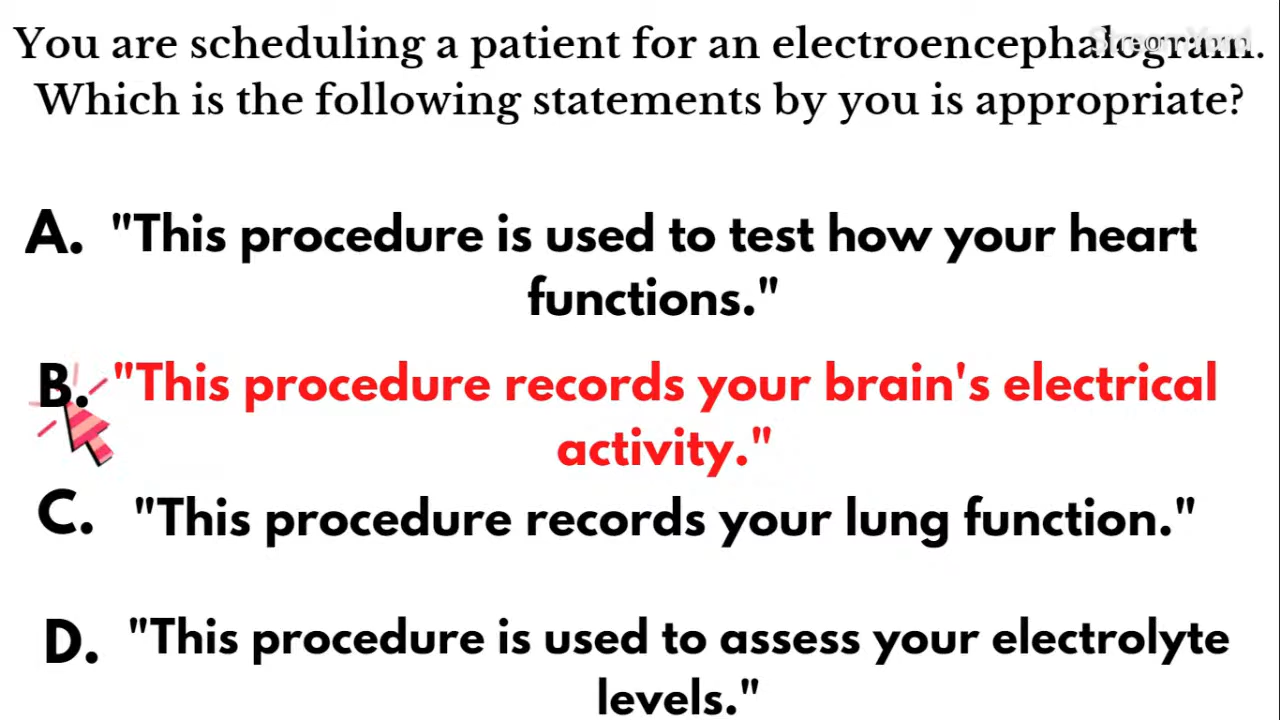 You are scheduling a patient for an electroencephalogram.
Which is the following statements by you is appropriate?
A. "This procedure is used to test how your heart
functions."
B. "This procedure records your brain's electrical
activity."
C. "This procedure records your lung function."
D. "This procedure is used to assess your electrolyte
levels."